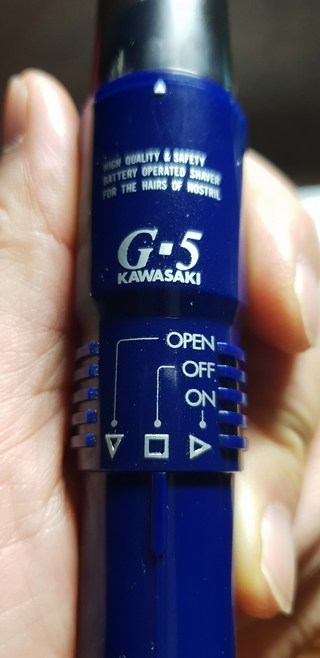 HIGH QUALITY & SAFETY
BATTERY OPERATED SHAVER
FOR THE HAIRS OF NOSTRIL
G·5
KAWASAKI
OPEN
OFF
ON